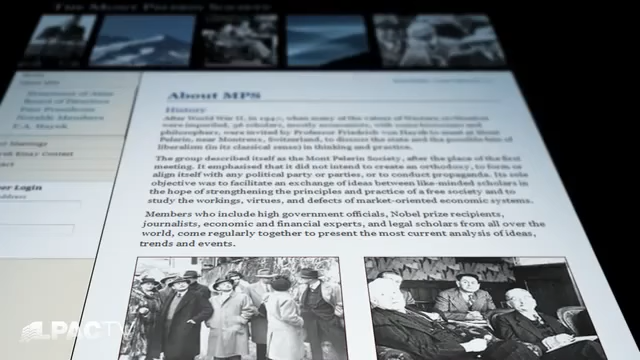 The Mont Pelerin Society
About MPS
History
After World War II, in 1947, when many of the values of Western civilization
were imperiled, 36 scholars, mostly economists, with some historians and
philosophers, were invited by Professor Friedrich von Hayek to meet at Mont
Pelerin, near Montreux, Switzerland, to discuss the state and the possible fate of
liberalism (in its classical sense) in thinking and practice.
The group described itself as the Mont Pelerin Society, after the place of the first
meeting. It emphasised that it did not intend to create an orthodoxy, to form or
align itself with any political party or parties, or to conduct propaganda. Its sole
objective was to facilitate an exchange of ideas between like-minded scholars in
the hope of strengthening the principles and practice of a free society and to
study the workings, virtues, and defects of market-oriented economic systems.
Members who include high government officials, Nobel prize recipients,
journalists, economic and financial experts, and legal scholars from all over the
world, come regularly together to present the most current analysis of ideas,
trends and events.
Board of Directors
Past Presidents
Notable Members
F.A. Hayek
Essay Contest
Login
LPACTV